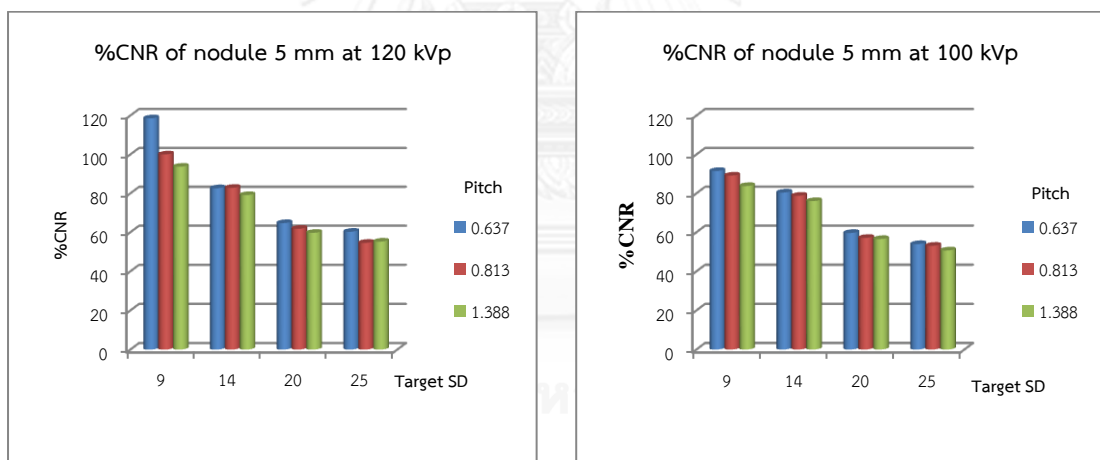 %CNR of nodule 5 mm at 120 kVp
120
100
80
60
40
20
0
%CNR
9 14 20 25 Target SD
Pitch
0.637
0.813
1.388
%CNR of nodule 5 mm at 100 kVp
120
100
80
60
40
20
0
%CNR
9 14 20 25 Target SD
Pitch
0.637
0.813
1.388